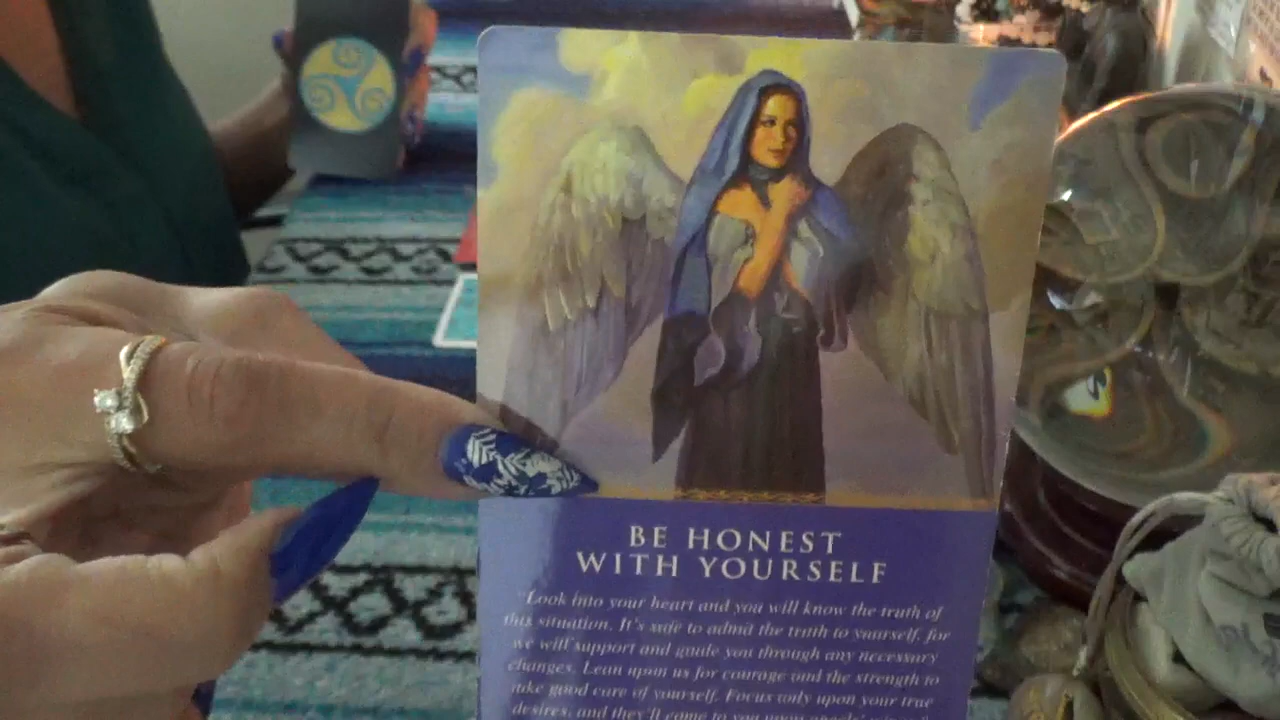 BE HONEST
WITH YOURSELF
"Look into your heart and you will know the truth of
this situation. It's safe to admit the truth to yourself, for
we will support and guide you through any necessary
changes. Lean upon us for courage and the strength to
take good care of yourself. Focus only upon your true
desires, and they'll come to you upon angels' wings."